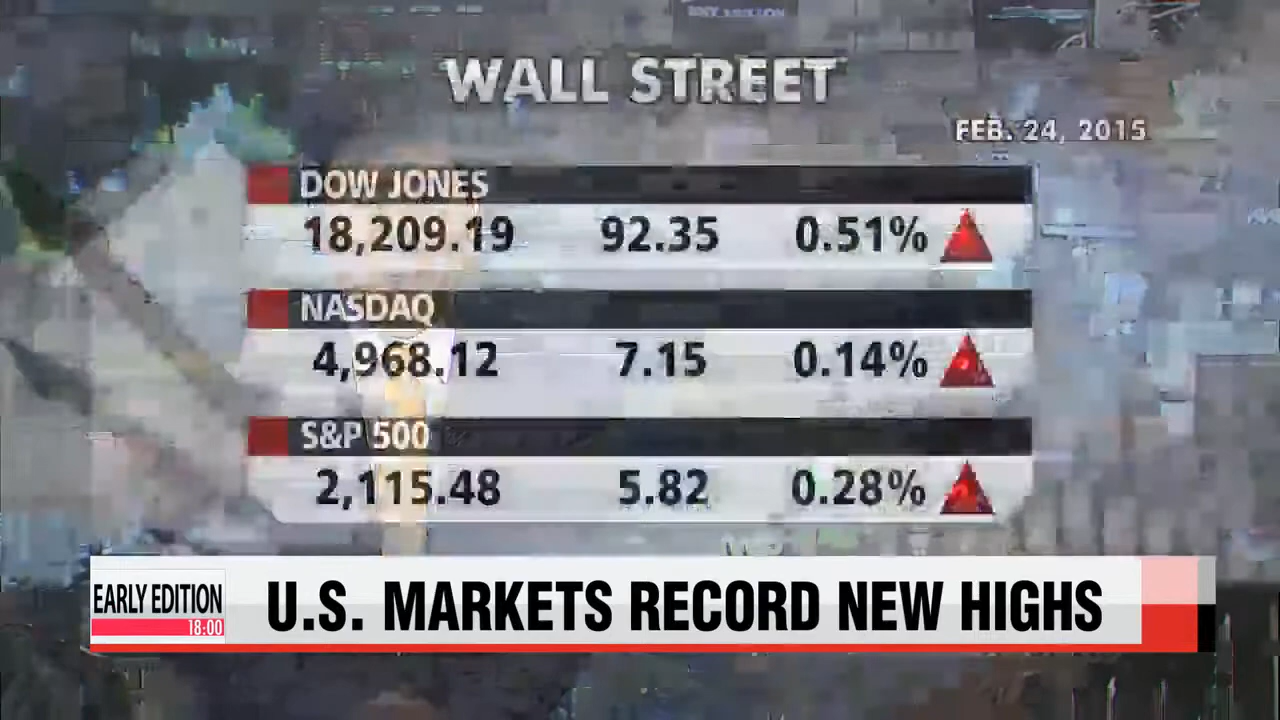 WALL STREET
FEB. 24, 2015
DOW JONES
18,209.19 92.35 0.51%
NASDAQ
4,968.12 7.15 0.14%
S&P 500
2,115.48 5.82 0.28%
EARLY EDITION
18:00
U.S. MARKETS RECORD NEW HIGHS